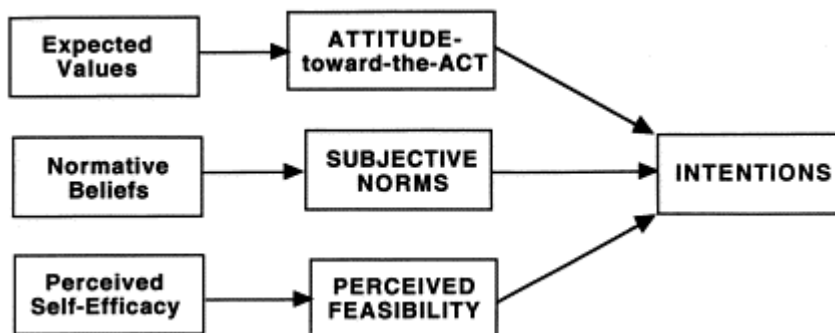 Expected
Values
ATTITUDE-
toward-the-ACT
Normative
Beliefs
SUBJECTIVE
NORMS
INTENTIONS
Perceived
Self-Efficacy
PERCEIVED
FEASIBILITY